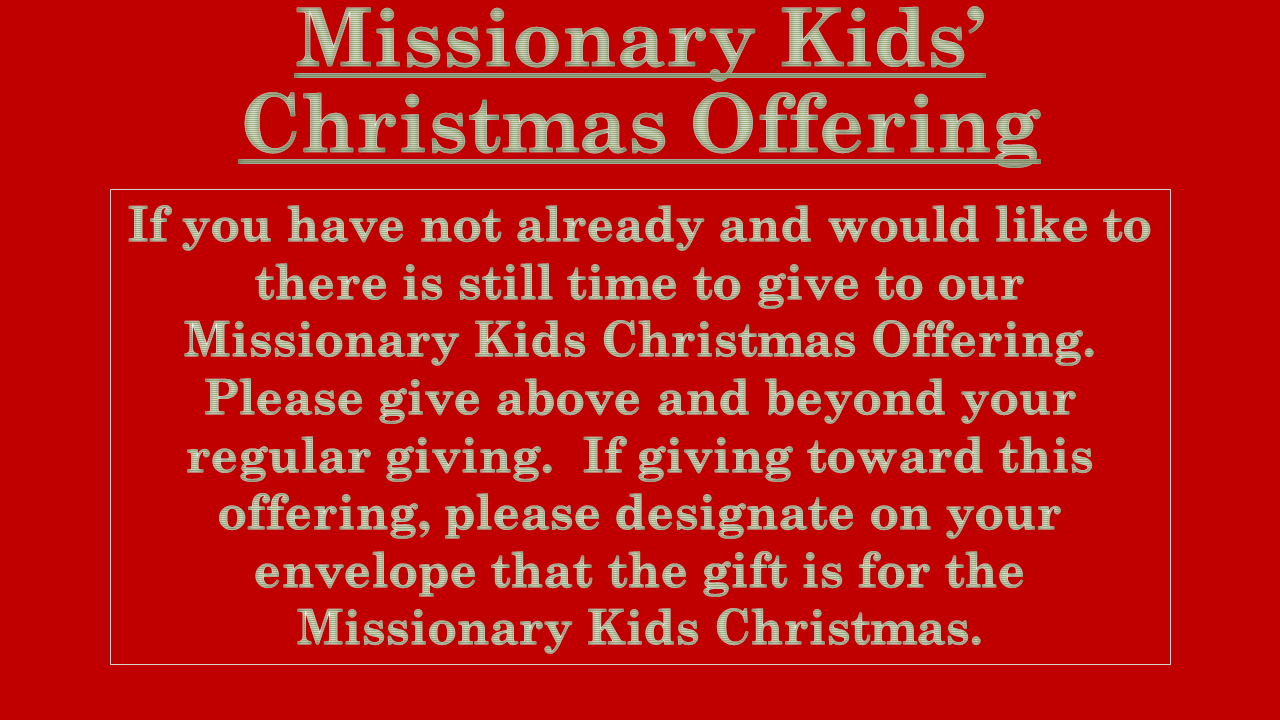 Missionary Kids’
Christmas Offering
If you have not already and would like to
there is still time to give to our
Missionary Kids Christmas Offering.
Please give above and beyond your
regular giving.  If giving toward this
offering, please designate on your
envelope that the gift is for the
Missionary Kids Christmas.